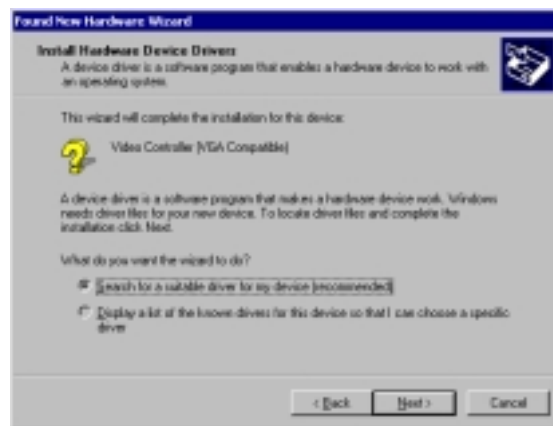 Found New Hardware Wizard
Install Hardware Device Drivers
A device driver is a software program that enables a hardware device to work with
an operating system.
This wizard will complete the installation for this device:
Video Controller (VGA Compatible)
A device driver is a software program that makes a hardware device work. Windows
needs driver files for your new device. To locate driver files and complete the
installation click Next.
What do you want the wizard to do?
Search for a suitable driver for my device (recommended)
Display a list of the known drivers for this device so that I can choose a specific
driver
< Back
Next >
Cancel